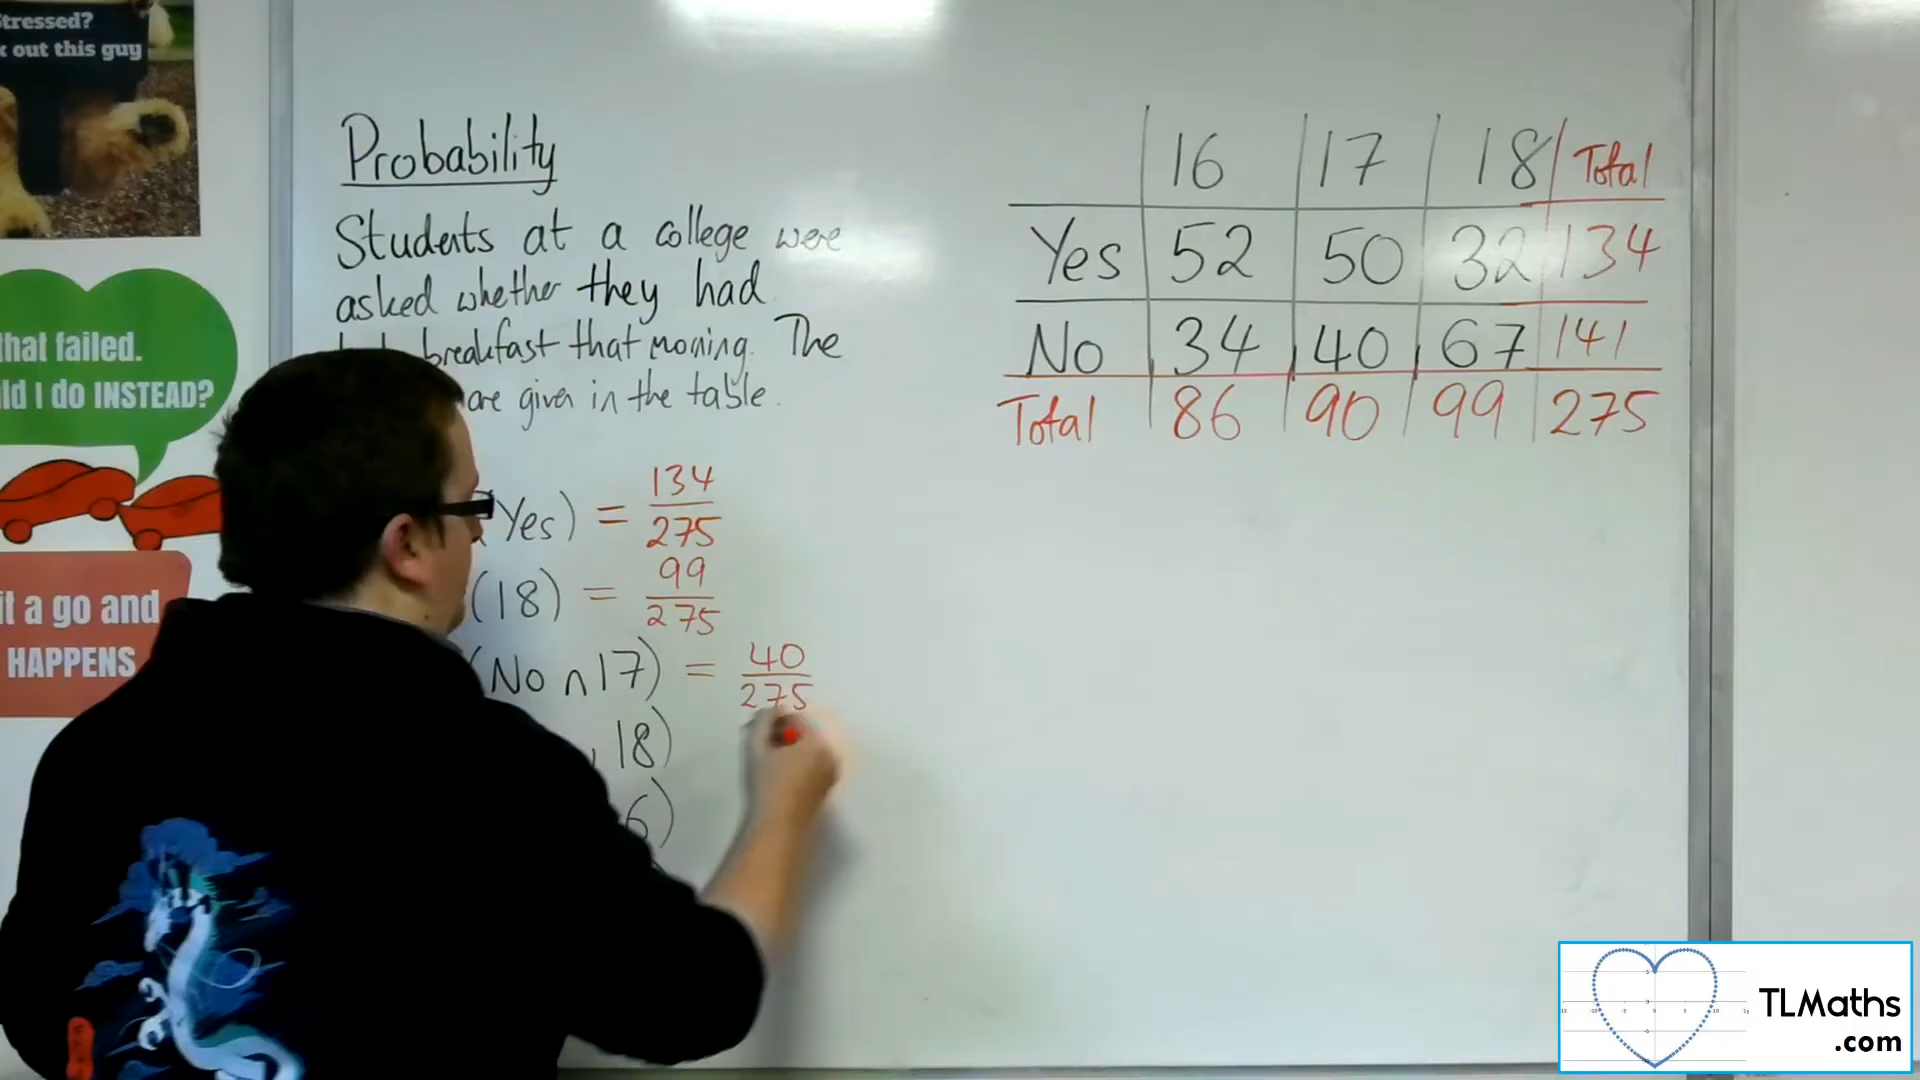 tressed?
out this guy
that failed.
I do INSTEAD?
it a go and
HAPPENS
Probability
Students at a college were
asked whether they had
breakfast that morning. The
are given in the table.
Yes) = 134/275
(18) = 99/275
(No ∩ 17) = 40/275
18)
6)
16 17 18 Total
Yes 52 50 32 134
No 34 40 67 141
Total 86 90 99 275
TLMaths
.com